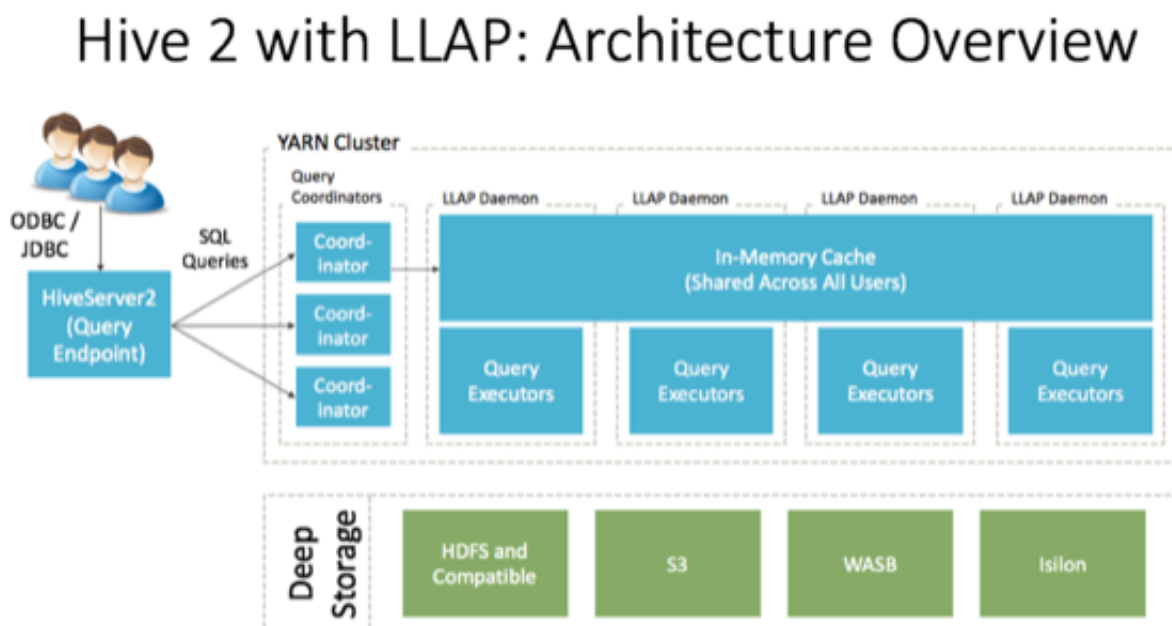 Hive 2 with LLAP: Architecture Overview
YARN Cluster
ODBC /
JDBC
SQL
Queries
HiveServer2
(Query
Endpoint)
Query
Coordinators
Coord-
inator
Coord-
inator
Coord-
inator
LLAP Daemon
LLAP Daemon
LLAP Daemon
LLAP Daemon
In-Memory Cache
(Shared Across All Users)
Query
Executors
Query
Executors
Query
Executors
Query
Executors
Deep
Storage
HDFS and
Compatible
S3
WASB
Isilon